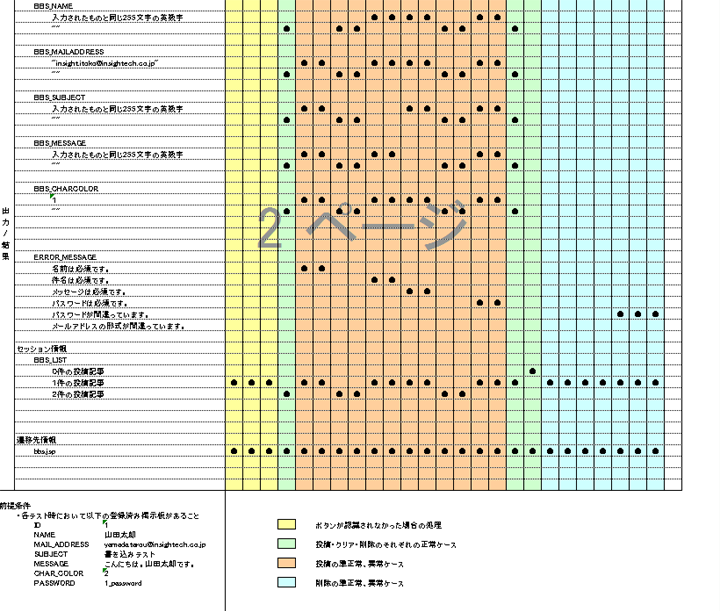 BBS_NAME
入力されたものと同じ255文字の英数字
""
BBS_MAILADDRESS
"insight.itako@insightech.co.jp"
""
BBS_SUBJECT
入力されたものと同じ255文字の英数字
""
BBS_MESSAGE
入力されたものと同じ255文字の英数字
""
BBS_CHARCOLOR
1
""
2 ページ
出力/結果
ERROR_MESSAGE
名前は必須です。
件名は必須です。
メッセージは必須です。
パスワードは必須です。
パスワードが間違っています。
メールアドレスの形式が間違っています。
セッション情報
BBS_LIST
0件の投稿記事
1件の投稿記事
2件の投稿記事
遷移先情報
bbs.jsp
前提条件
・各テスト時において以下の登録済み掲示板があること
ID 1
NAME 山田太郎
MAIL_ADDRESS yamadatarou@insightech.co.jp
SUBJECT 書き込みテスト
MESSAGE こんにちは。山田太郎です。
CHAR_COLOR 2
PASSWORD 1_password
ボタンが認識されなかった場合の処理
投稿・クリア・削除のそれぞれの正常ケース
投稿の準正常、異常ケース
削除の準正常、異常ケース